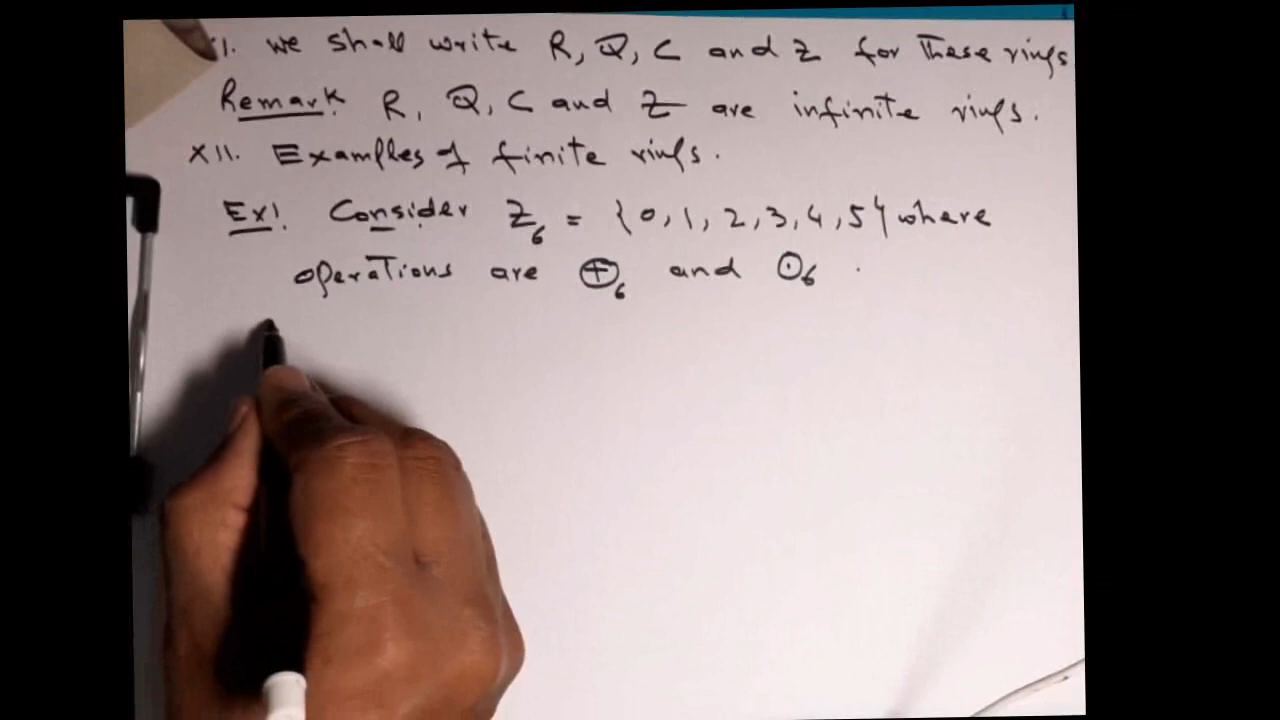 I. We shall write R, Q, C and Z for these rings
Remark. R, Q, C and Z are infinite rings.
XII. Examples of finite rings.
Ex1. Consider Z₆ = {0, 1, 2, 3, 4, 5} where
operations are ⊕₆ and ⊙₆ .